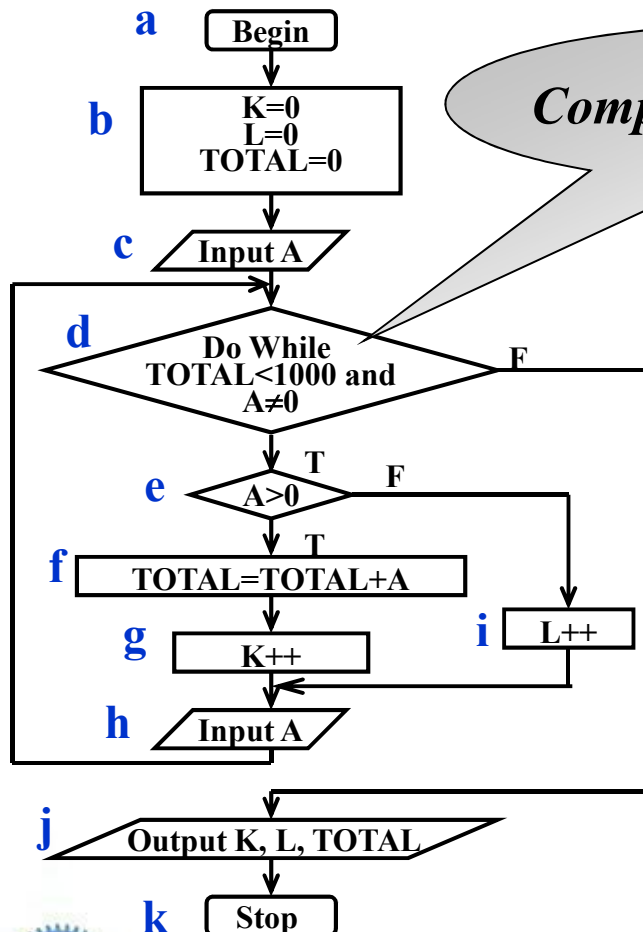 a
Begin
b
K=0
L=0
TOTAL=0
c
Input A
d
Do While
TOTAL<1000 and
A≠0
F
T
e
A>0
F
T
f
TOTAL=TOTAL+A
g
K++
i
L++
h
Input A
j
Output K, L, TOTAL
k
Stop